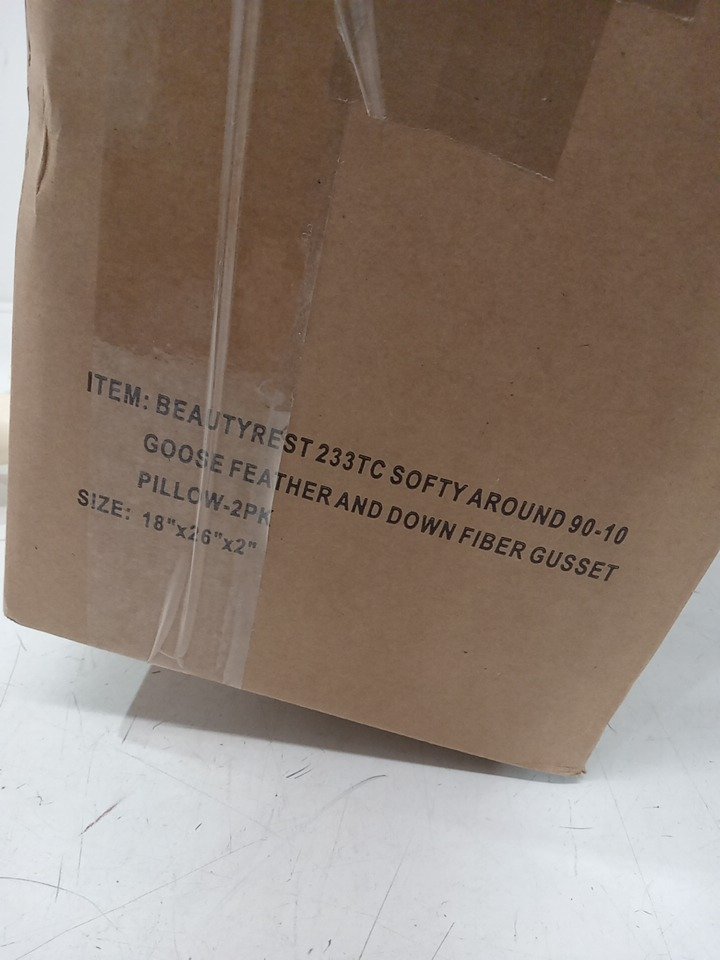 ITEM: BEAUTYREST 233TC SOFTY AROUND 90-10
GOOSE FEATHER AND DOWN FIBER GUSSET
PILLOW-2PK
SIZE: 18"x26"x2"